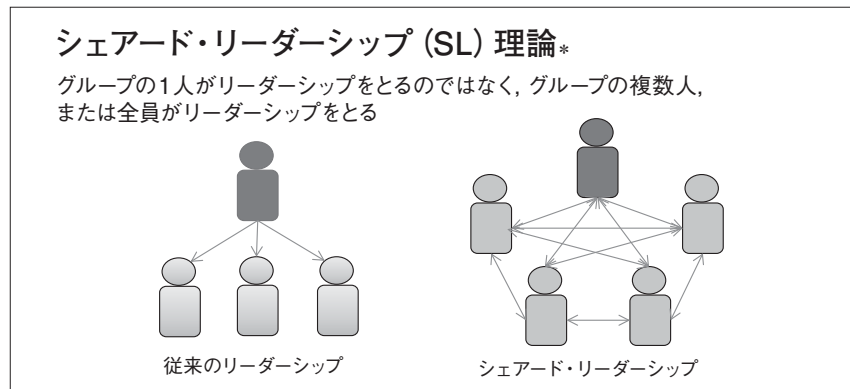 シェアード・リーダーシップ（SL）理論*
グループの1人がリーダーシップをとるのではなく，グループの複数人，
または全員がリーダーシップをとる
従来のリーダーシップ
シェアード・リーダーシップ